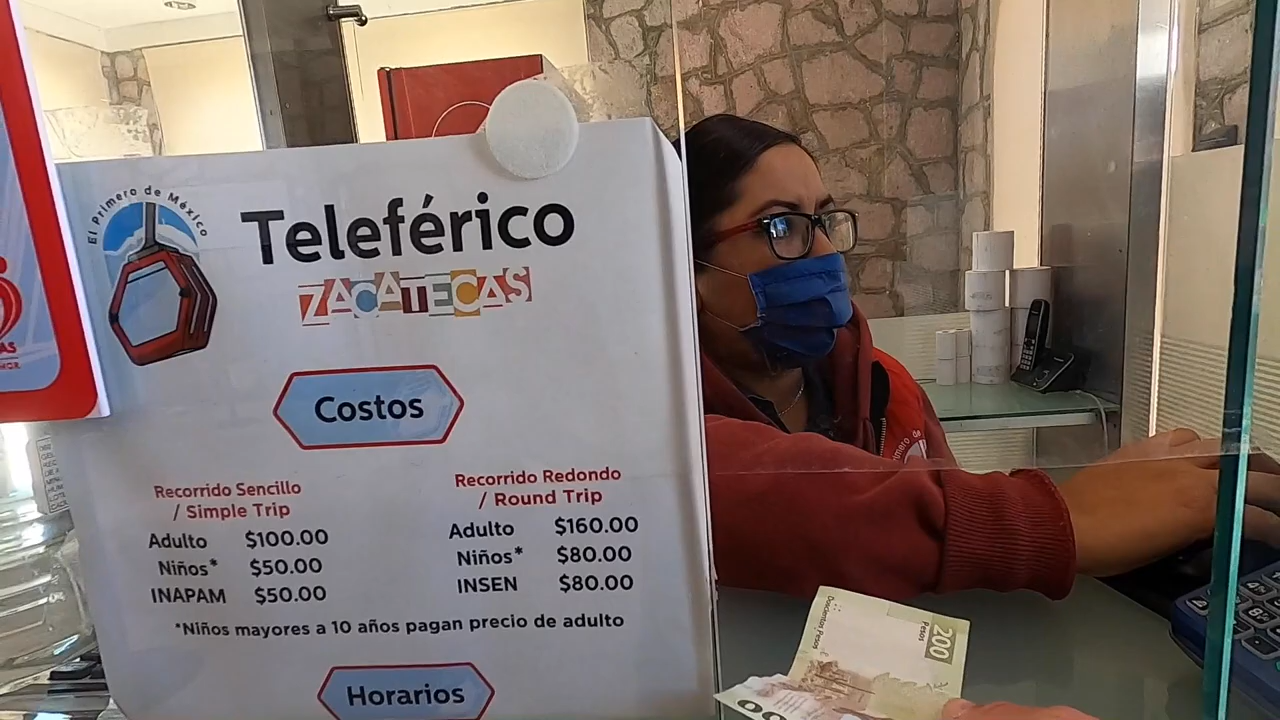 El Primero de México
Teleférico
ZACATECAS
Costos
Recorrido Sencillo
/ Simple Trip
Adulto $100.00
Niños* $50.00
INAPAM $50.00
Recorrido Redondo
/ Round Trip
Adulto $160.00
Niños* $80.00
INSEN $80.00
*Niños mayores a 10 años pagan precio de adulto
Horarios
200
Pesos
Doscientos Pesos